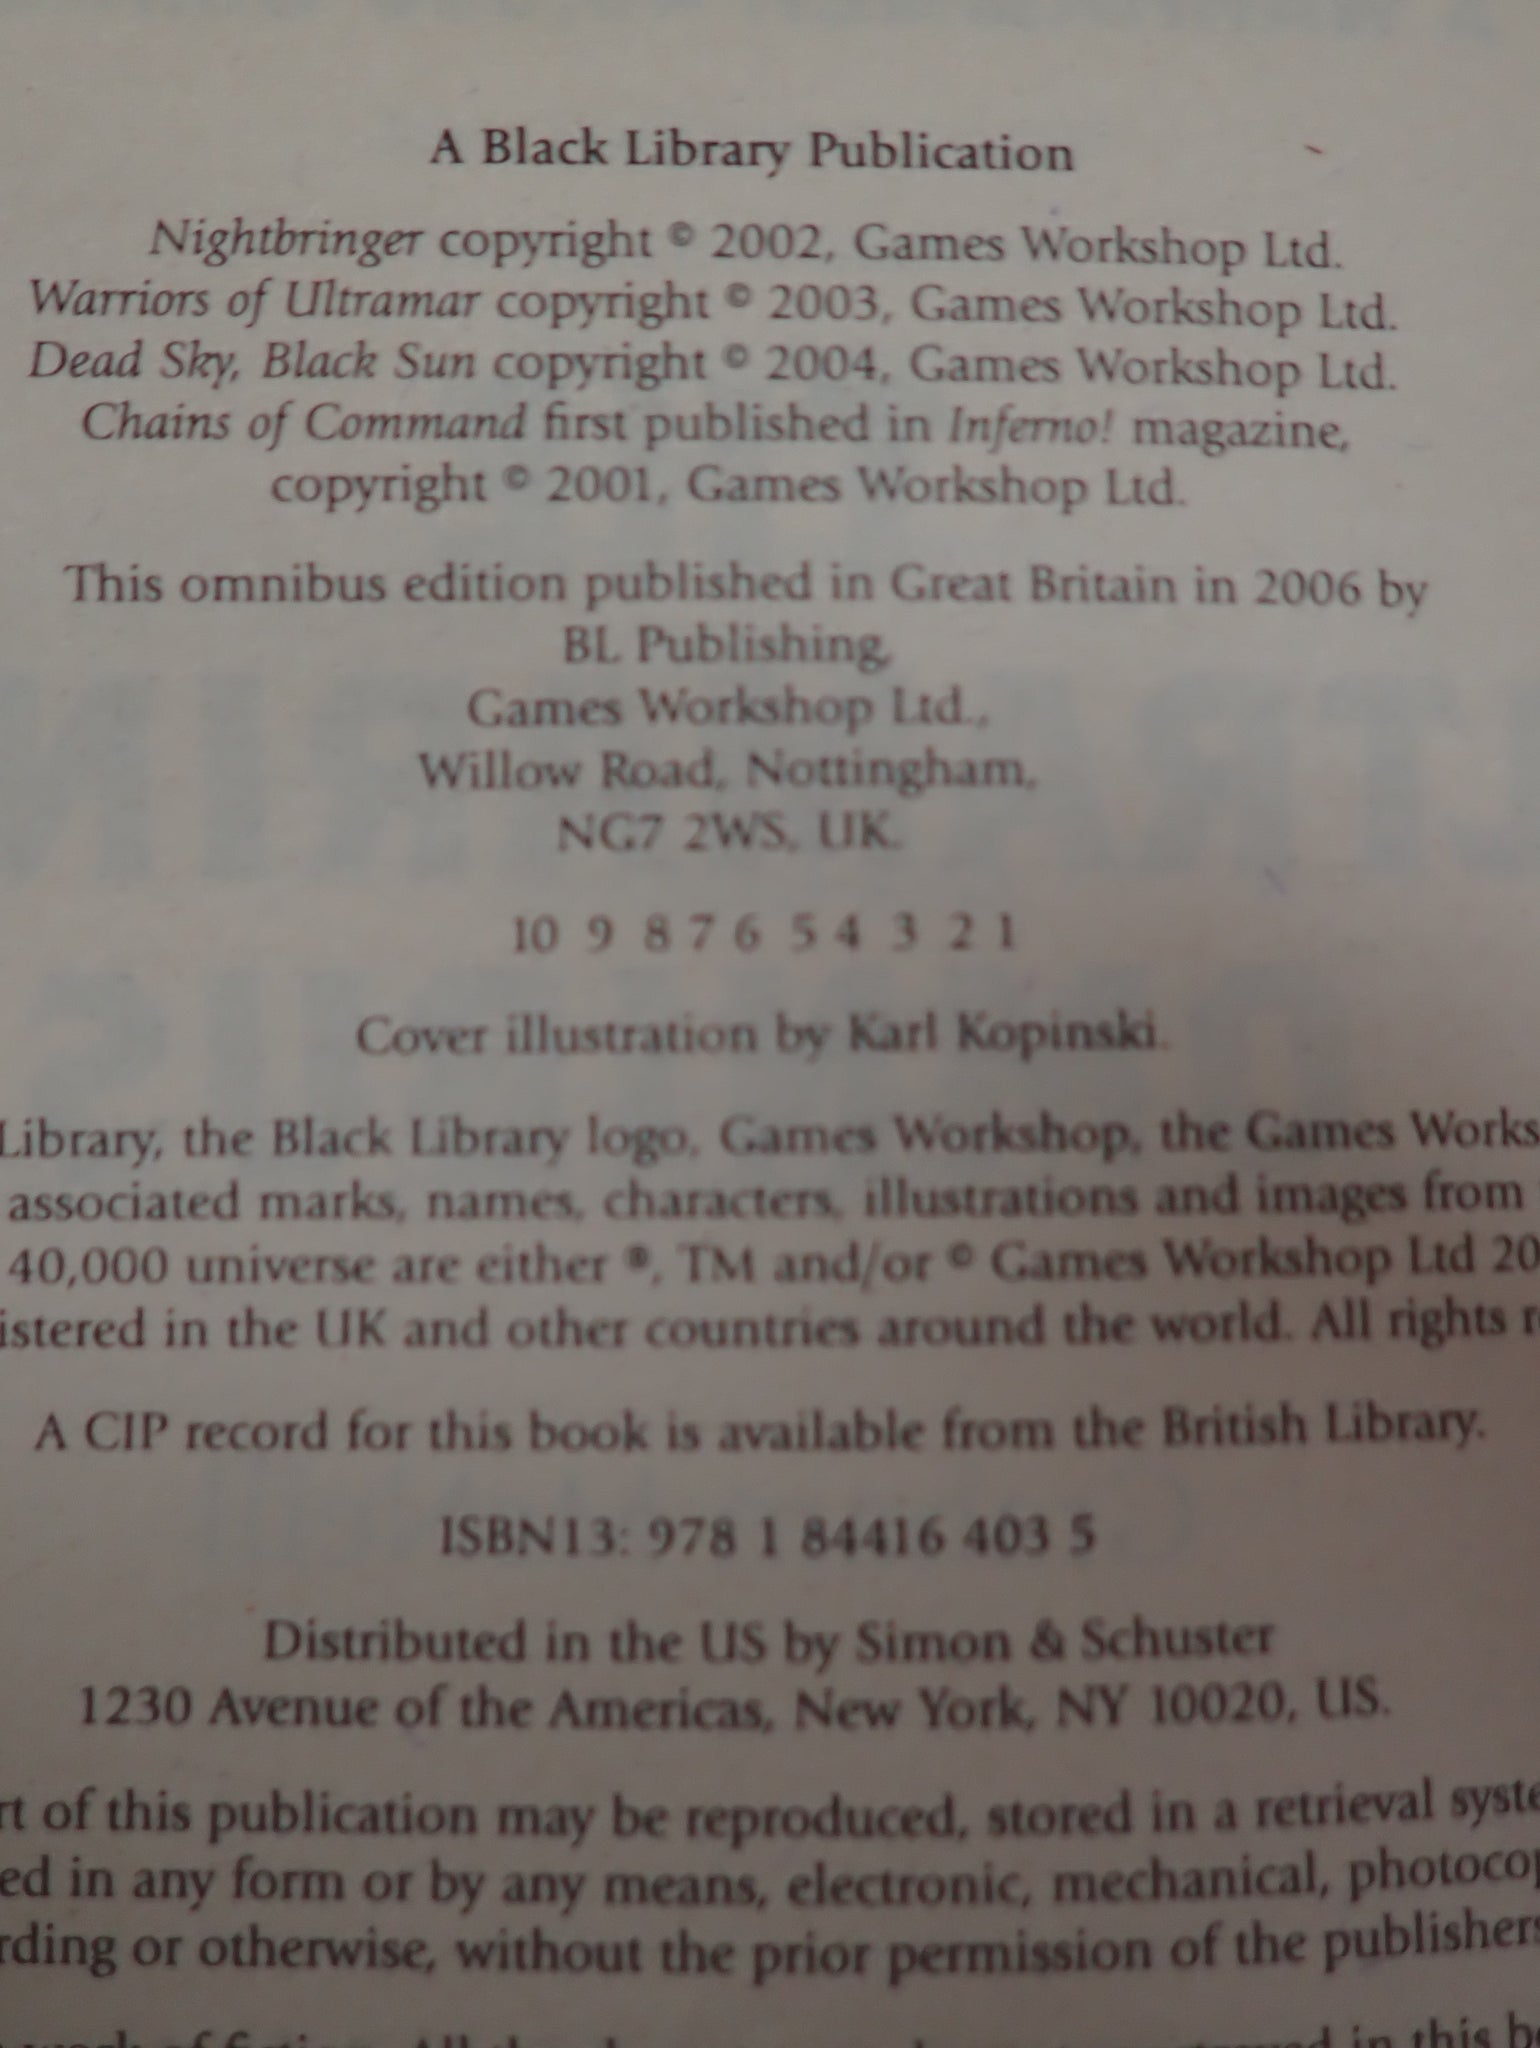 A Black Library Publication
Nightbringer copyright © 2002, Games Workshop Ltd.
Warriors of Ultramar copyright © 2003, Games Workshop Ltd.
Dead Sky, Black Sun copyright © 2004, Games Workshop Ltd.
Chains of Command first published in Inferno! magazine,
copyright © 2001, Games Workshop Ltd.
This omnibus edition published in Great Britain in 2006 by
BL Publishing,
Games Workshop Ltd.,
Willow Road, Nottingham,
NG7 2WS, UK.
10 9 8 7 6 5 4 3 2 1
Cover illustration by Karl Kopinski.
Library, the Black Library logo, Games Workshop, the Games Works
associated marks, names, characters, illustrations and images from
40,000 universe are either ®, TM and/or © Games Workshop Ltd 20
istered in the UK and other countries around the world. All rights
A CIP record for this book is available from the British Library.
ISBN13: 978 1 84416 403 5
Distributed in the US by Simon & Schuster
1230 Avenue of the Americas, New York, NY 10020, US.
rt of this publication may be reproduced, stored in a retrieval syste
ed in any form or by any means, electronic, mechanical, photocop
rding or otherwise, without the prior permission of the publishers
in this